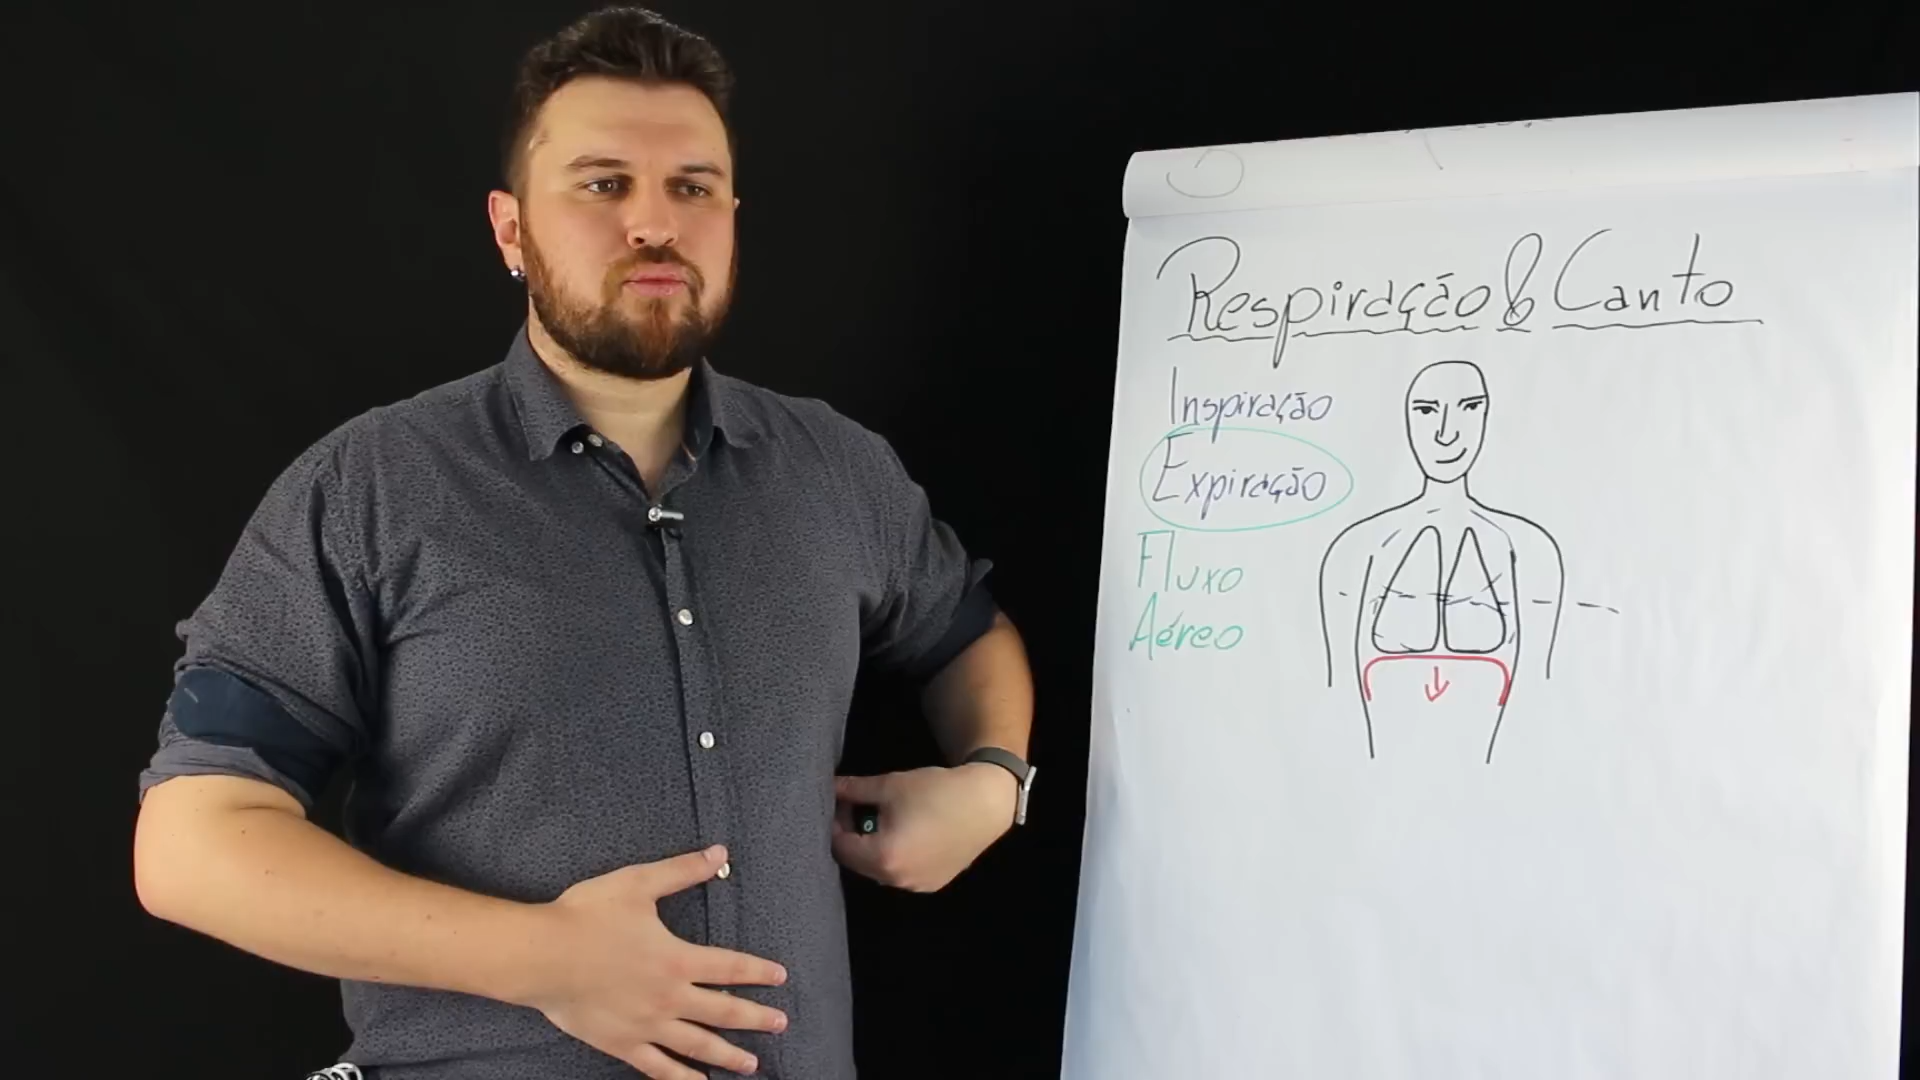 Respiração & Canto
Inspiração
Expiração
Fluxo
Aéreo